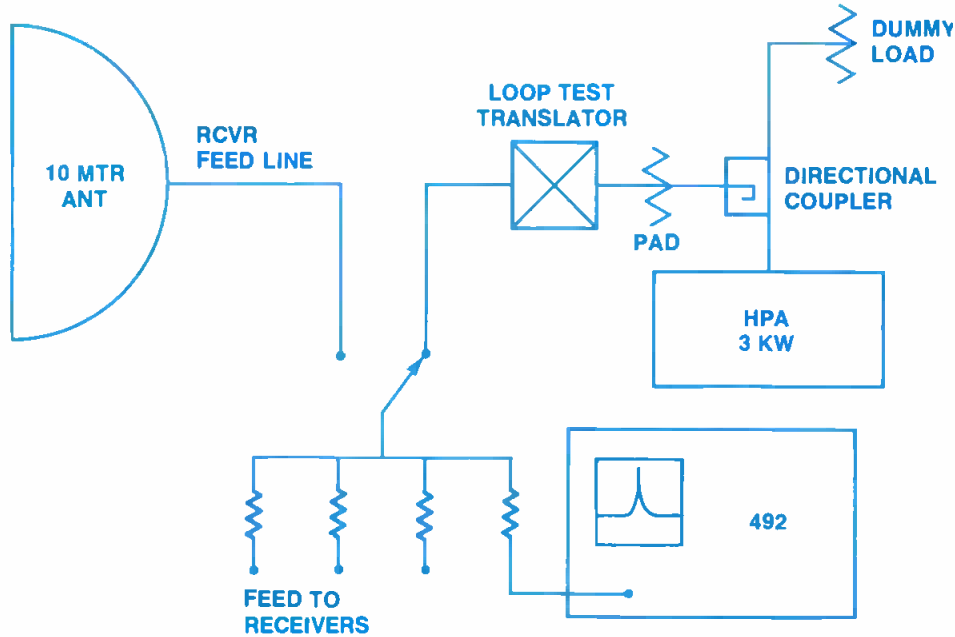 DUMMY
LOAD
LOOP TEST
TRANSLATOR
RCVR
FEED LINE
10 MTR
ANT
DIRECTIONAL
COUPLER
PAD
HPA
3 KW
492
FEED TO
RECEIVERS